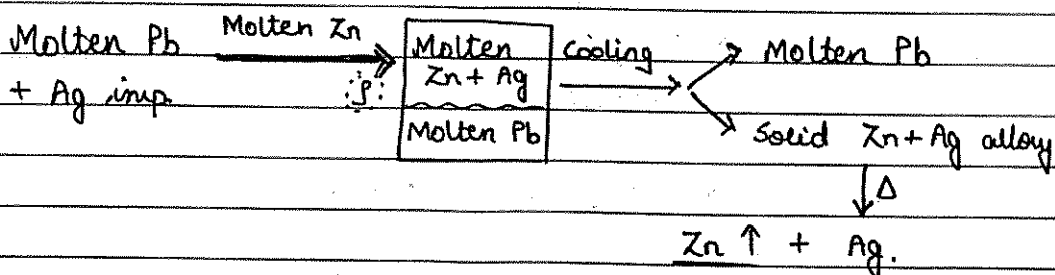 Molten Pb Molten Zn Molten Cooling Molten Pb
+ Ag imp. ∴ρ∵ Zn + Ag
Molten Pb Solid Zn + Ag alloy
Δ
Zn ↑ + Ag.